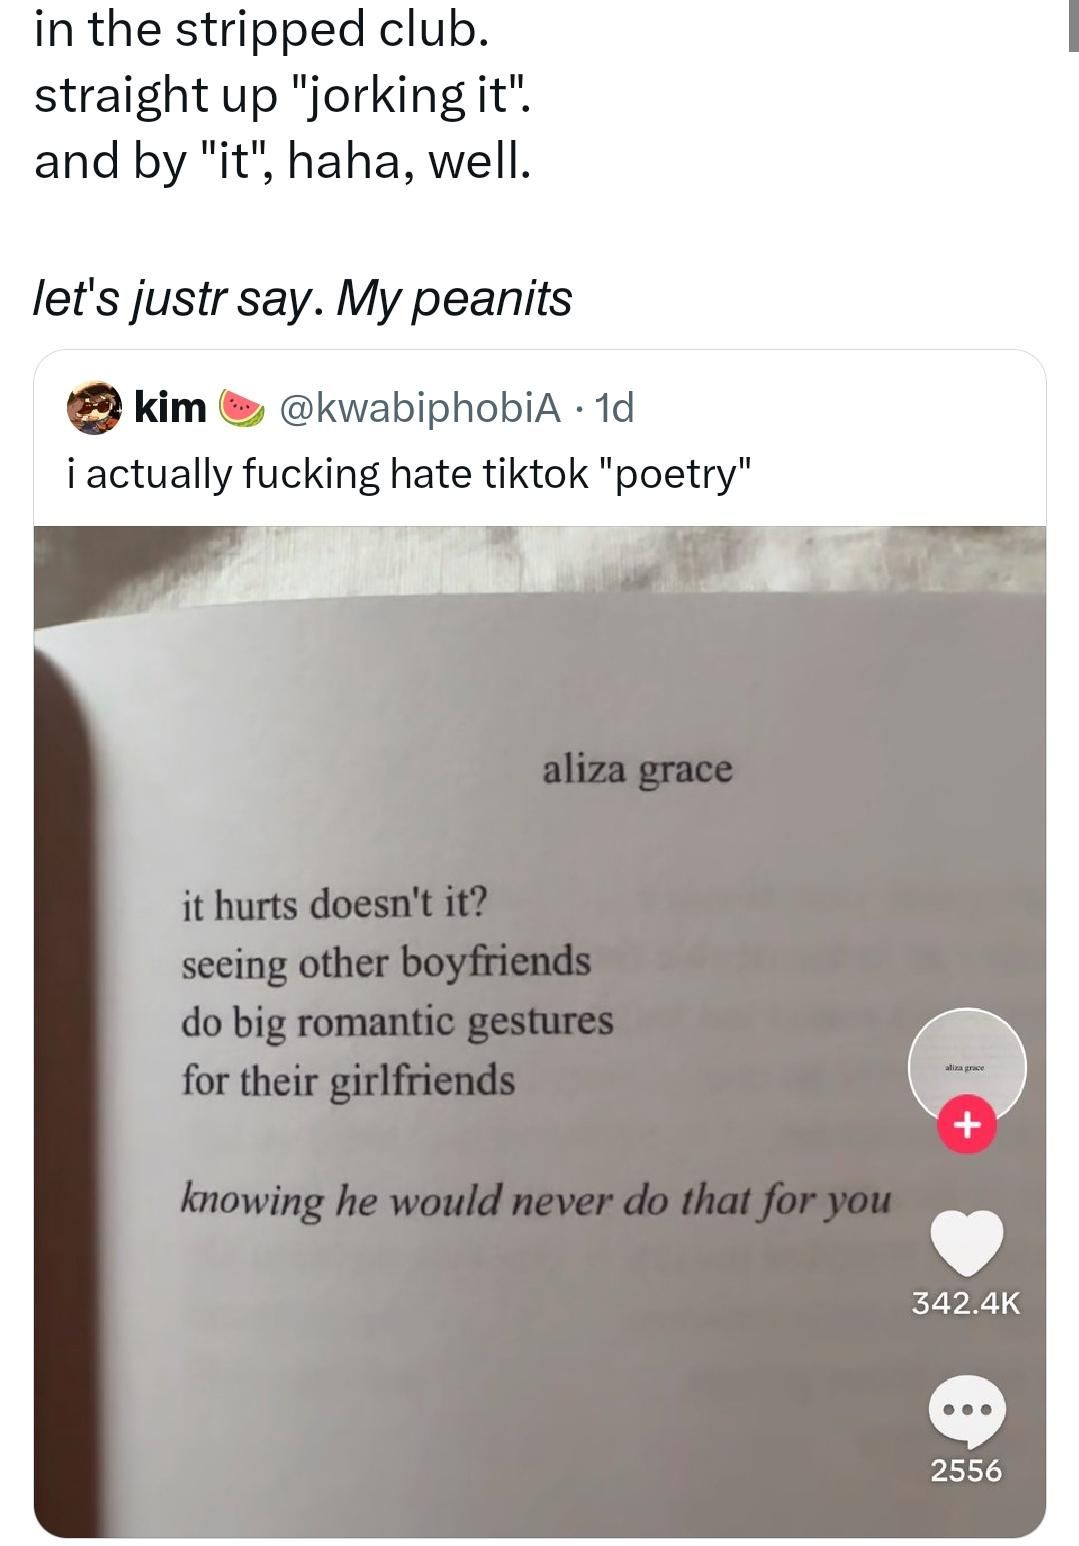 in the stripped club.
straight up "jorking it".
and by "it", haha, well.
let's justr say. My peanits
kim 🍉 @kwabiphobiA · 1d
i actually fucking hate tiktok "poetry"
aliza grace
it hurts doesn't it?
seeing other boyfriends
do big romantic gestures
for their girlfriends
knowing he would never do that for you
aliza grace
342.4K
2556